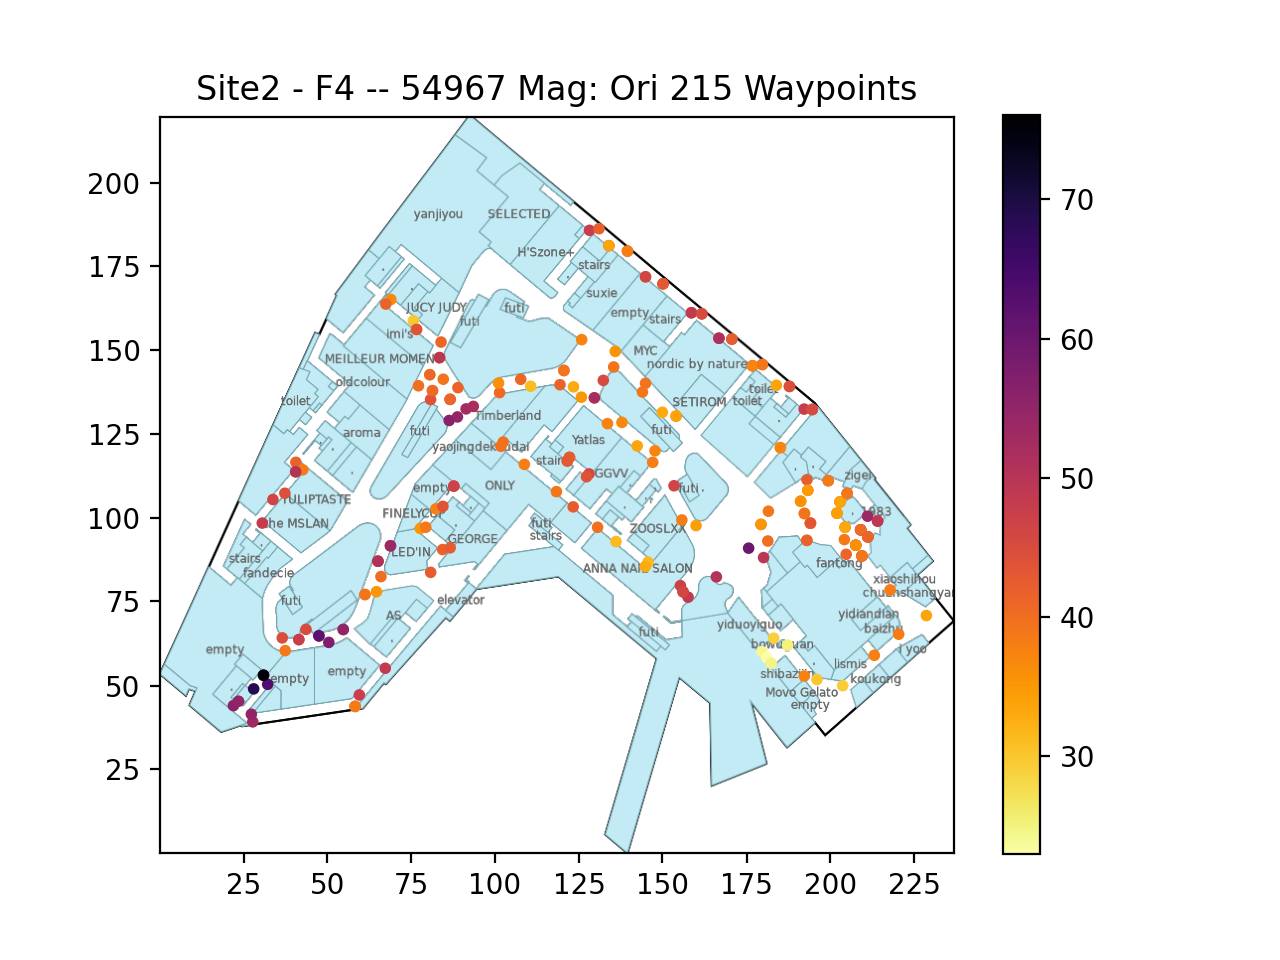 Site2 - F4 -- 54967 Mag: Ori 215 Waypoints
200
175
150
125
100
75
50
25
25
50
75
100
125
150
175
200
225
70
60
50
40
30
yanjiyou
SELECTED
H'Szone+
stairs
suxie
JUCY JUDY
futi
futi
empty
stairs
imi's
MEILLEUR MOMEN
MYC
nordic by nature
oldcolour
toilet
toilet
toilet
SETIROM
Timberland
aroma
futi
futi
Yatlas
yaojingdekoudai
stairs
GGVV
zigei
empty
ONLY
futi
TULIPTASTE
FINELYCUP
1983
the MSLAN
futi
stairs
ZOOSLXX
GEORGE
LED'IN
stairs
fandecie
ANNA NAIL SALON
fantong
xiaoshihou
chuanshangyan
futi
elevator
AS
yidiandian
baizhu
yiduoyiguo
futi
empty
i yoo
empty
empty
lismis
shibazijin
koukong
Movo Gelato
empty